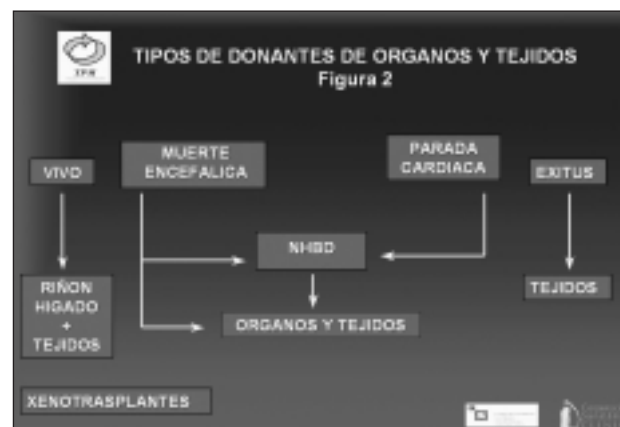 TIPOS DE DONANTES DE ORGANOS Y TEJIDOS
Figura 2
VIVO
MUERTE
ENCEFALICA
PARADA
CARDIACA
EXITUS
NHBD
RIÑON
HIGADO
+
TEJIDOS
ORGANOS Y TEJIDOS
TEJIDOS
XENOTRASPLANTES